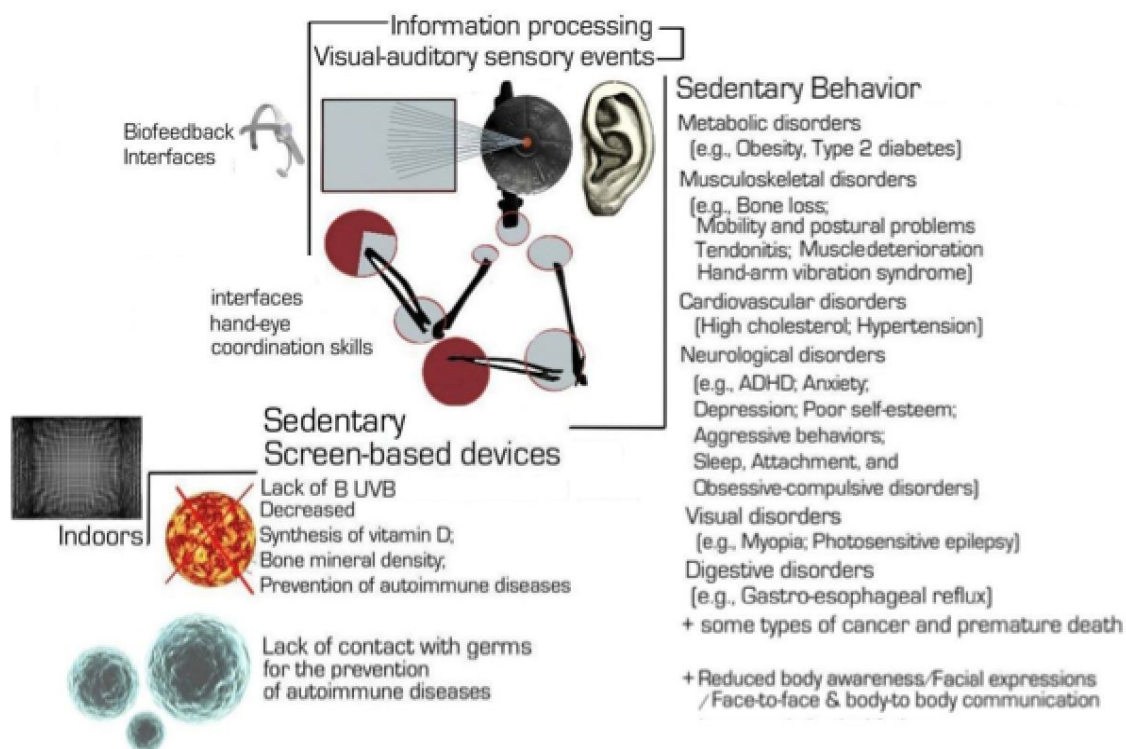 Information processing
Visual-auditory sensory events
Biofeedback
Interfaces
interfaces
hand-eye
coordination skills
Sedentary
Screen-based devices
Indoors
Lack of B UVB
Decreased
Synthesis of vitamin D;
Bone mineral density;
Prevention of autoimmune diseases
Lack of contact with germs
for the prevention
of autoimmune diseases
Sedentary Behavior
Metabolic disorders
(e.g., Obesity, Type 2 diabetes)
Musculoskeletal disorders
(e.g., Bone loss;
Mobility and postural problems
Tendonitis; Muscle deterioration
Hand-arm vibration syndrome)
Cardiovascular disorders
(High cholesterol; Hypertension)
Neurological disorders
(e.g., ADHD; Anxiety;
Depression; Poor self-esteem;
Aggressive behaviors;
Sleep, Attachment, and
Obsessive-compulsive disorders)
Visual disorders
(e.g., Myopia; Photosensitive epilepsy)
Digestive disorders
(e.g., Gastro-esophageal reflux)
+ some types of cancer and premature death
+ Reduced body awareness/Facial expressions
/Face-to-face & body-to body communication